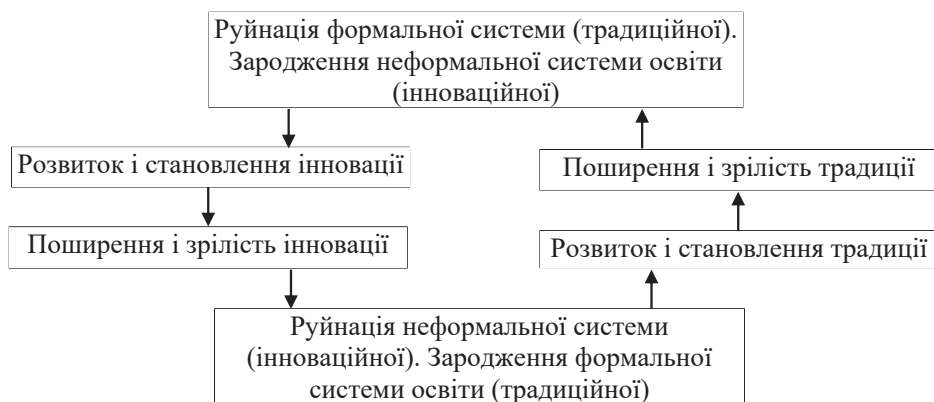 Руйнація формальної системи (традиційної).
Зародження неформальної системи освіти
(інноваційної)
Розвиток і становлення інновації
Поширення і зрілість традиції
Поширення і зрілість інновації
Розвиток і становлення традиції
Руйнація неформальної системи
(інноваційної). Зародження формальної
системи освіти (традиційної)